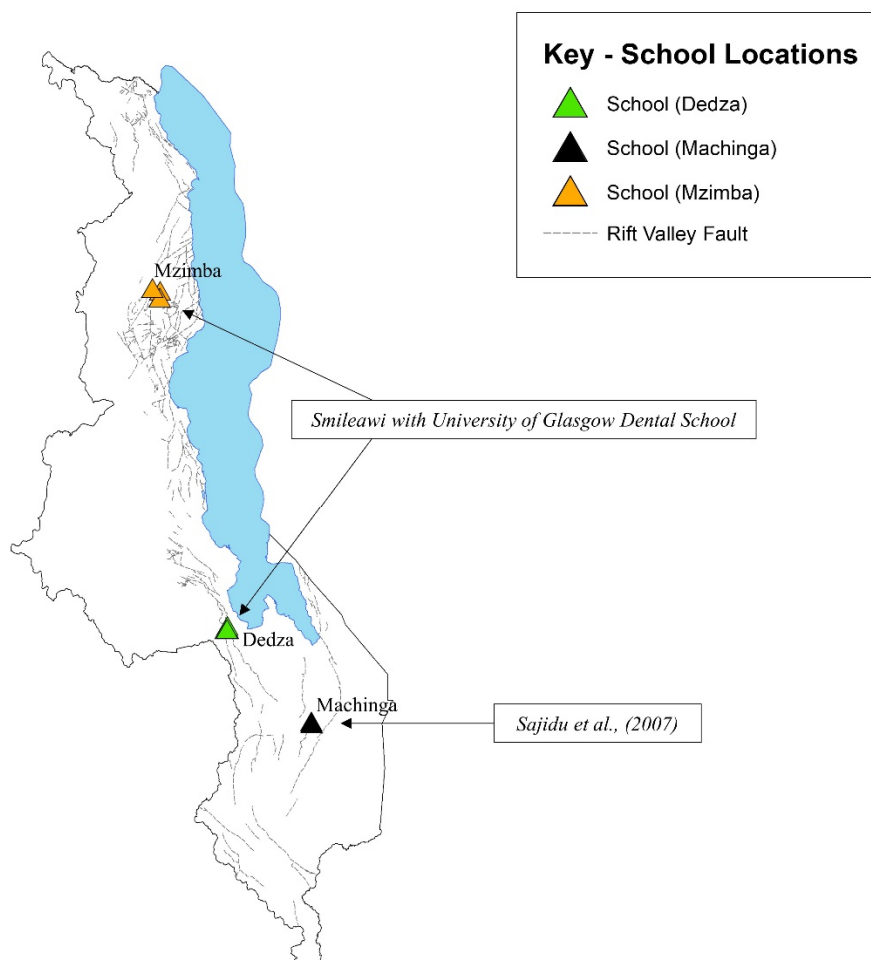 Key - School Locations
School (Dedza)
School (Machinga)
School (Mzimba)
Rift Valley Fault
Mzimba
Smileawi with University of Glasgow Dental School
Dedza
Machinga
Sajidu et al., (2007)